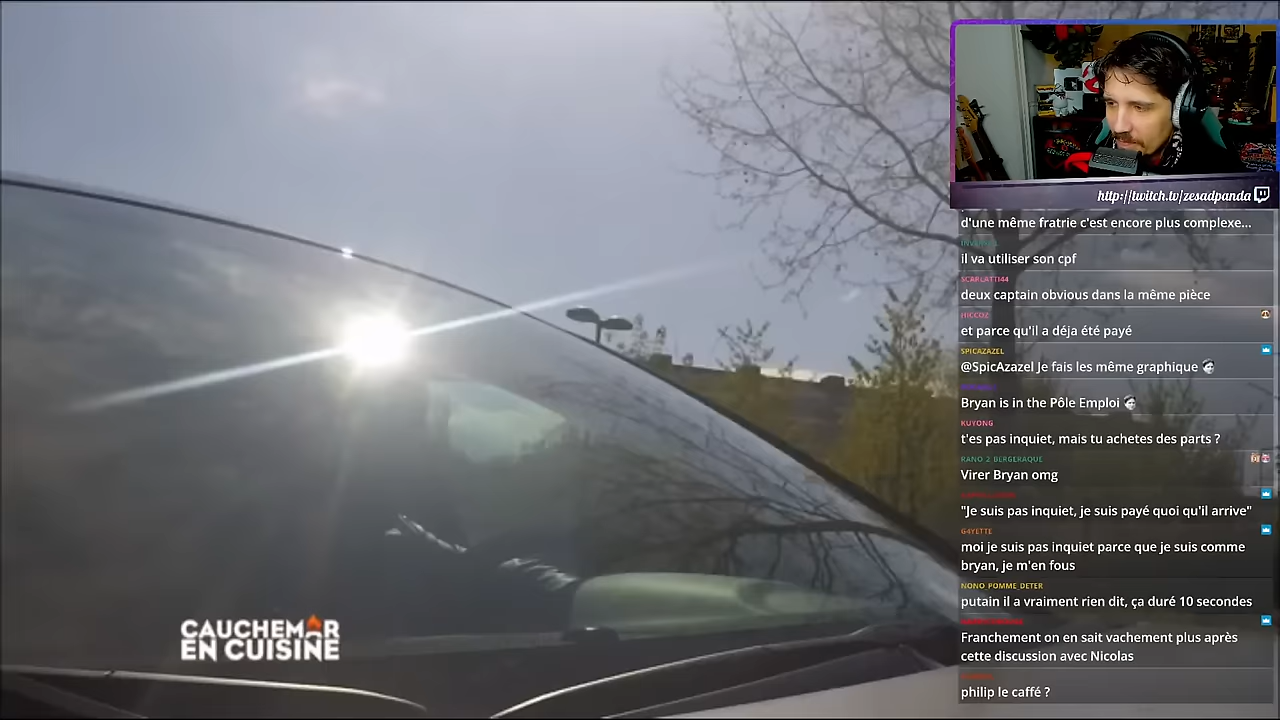 http://twitch.tv/zesadpanda
d'une même fratrie c'est encore plus complexe...
il va utiliser son cpf
SCARLATTI44
deux captain obvious dans la même pièce
HICCOZ
et parce qu'il a déja été payé
SPICAZAZEL
@SpicAzazel Je fais les même graphique
Bryan is in the Pôle Emploi
KUYONG
t'es pas inquiet, mais tu achetes des parts ?
RANO_2_BERGERAQUE
Virer Bryan omg
"Je suis pas inquiet, je suis payé quoi qu'il arrive"
G4YETTE
moi je suis pas inquiet parce que je suis comme
bryan, je m'en fous
NONO_POMME_DETER
putain il a vraiment rien dit, ça duré 10 secondes
Franchement on en sait vachement plus après
cette discussion avec Nicolas
philip le caffé ?
CAUCHEMAR
EN CUISINE